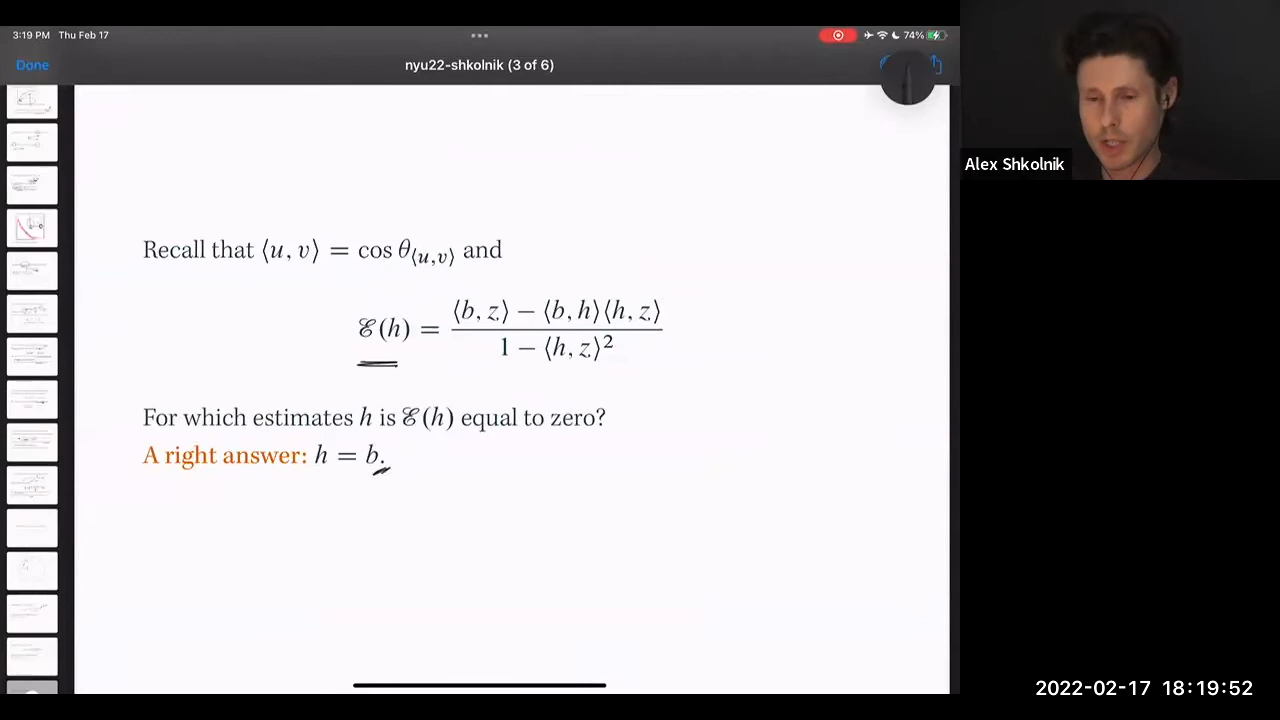 3:19 PM Thu Feb 17
74%
Done
nyu22-shkolnik (3 of 6)
Alex Shkolnik
Recall that ⟨u, v⟩ = cos θ⟨u,v⟩ and
ℰ(h) = (⟨b, z⟩ − ⟨b, h⟩⟨h, z⟩) / (1 − ⟨h, z⟩²)
For which estimates h is ℰ(h) equal to zero?
A right answer: h = b.
2022-02-17 18:19:52